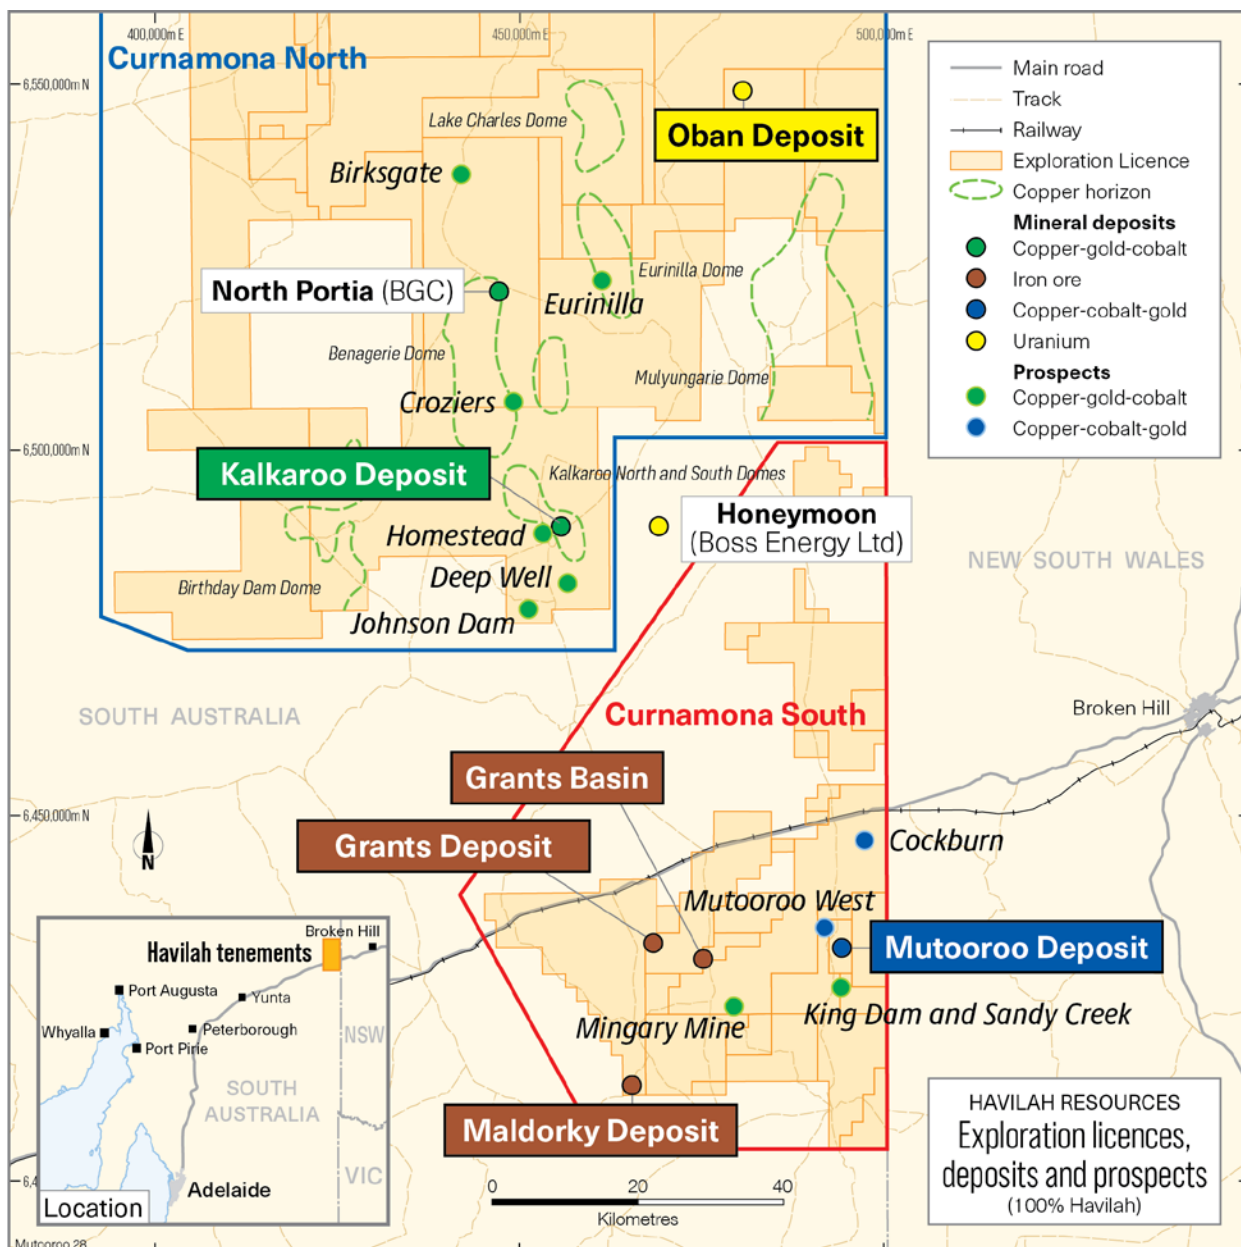 400,000m E
450,000m E
500,000m E
Curnamona North
6,550,000m N
Lake Charles Dome
Oban Deposit
Birksgate
North Portia (BGC)
Eurinilla Dome
Eurinilla
Benagerie Dome
Mulyungarie Dome
Croziers
6,500,000m N
Kalkaroo Deposit
Kalkaroo North and South Domes
Homestead
Honeymoon
(Boss Energy Ltd)
Deep Well
Birthday Dam Dome
Johnson Dam
NEW SOUTH WALES
SOUTH AUSTRALIA
Curnamona South
Broken Hill
Grants Basin
6,450,000m N
Grants Deposit
Cockburn
Mutooroo West
Mutooroo Deposit
King Dam and Sandy Creek
Mingary Mine
Maldorky Deposit
Main road
Track
Railway
Exploration Licence
Copper horizon
Mineral deposits
Copper-gold-cobalt
Iron ore
Copper-cobalt-gold
Uranium
Prospects
Copper-gold-cobalt
Copper-cobalt-gold
N
Broken Hill
Havilah tenements
Port Augusta
Yunta
Whyalla
Peterborough
Port Pirie
NSW
SOUTH
AUSTRALIA
VIC
Adelaide
Location
0 20 40
Kilometres
HAVILAH RESOURCES
Exploration licences,
deposits and prospects
(100% Havilah)